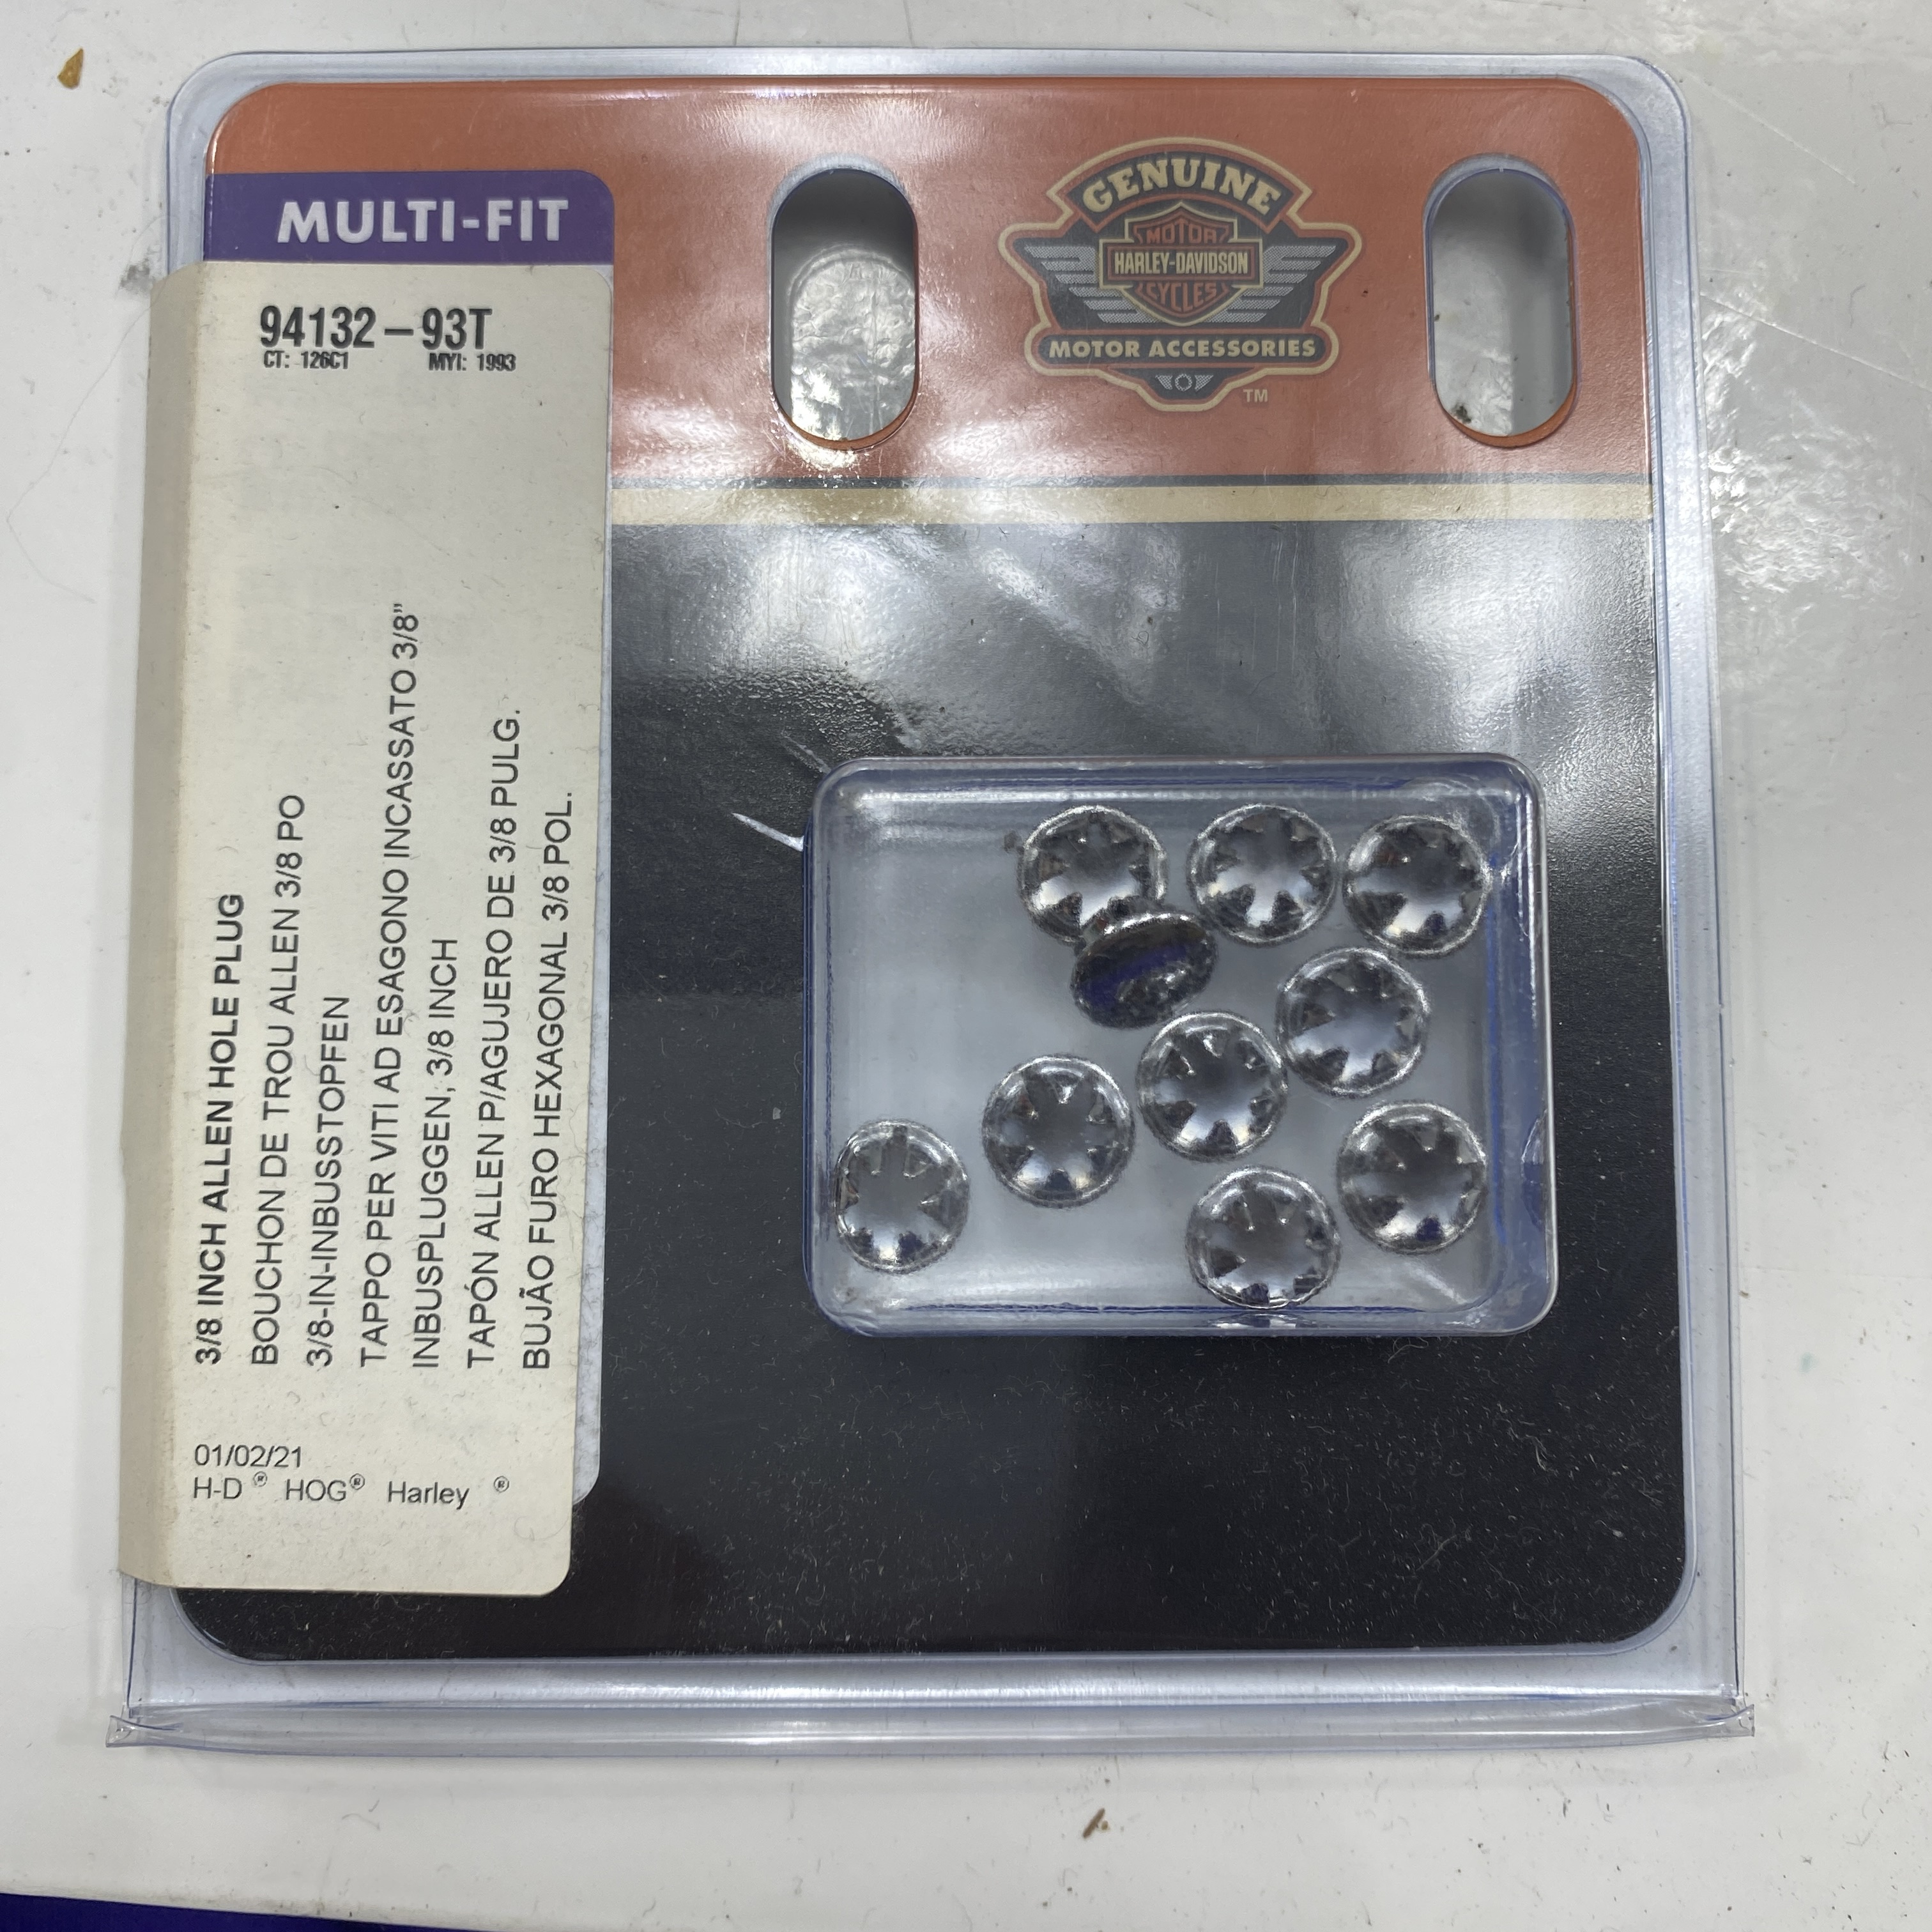 MULTI-FIT
94132-93T
CT: 126C1 MYI: 1993
3/8 INCH ALLEN HOLE PLUG
BOUCHON DE TROU ALLEN 3/8 PO
3/8-IN-INBUSSTOPFEN
TAPPO PER VITI AD ESAGONO INCASSATO 3/8"
INBUSPLUGGEN, 3/8 INCH
TAPÓN ALLEN P/AGUJERO DE 3/8 PULG.
BUJÃO FURO HEXAGONAL 3/8 POL.
01/02/21
H-D® HOG® Harley ®
GENUINE
MOTOR
HARLEY-DAVIDSON
CYCLES
MOTOR ACCESSORIES
TM